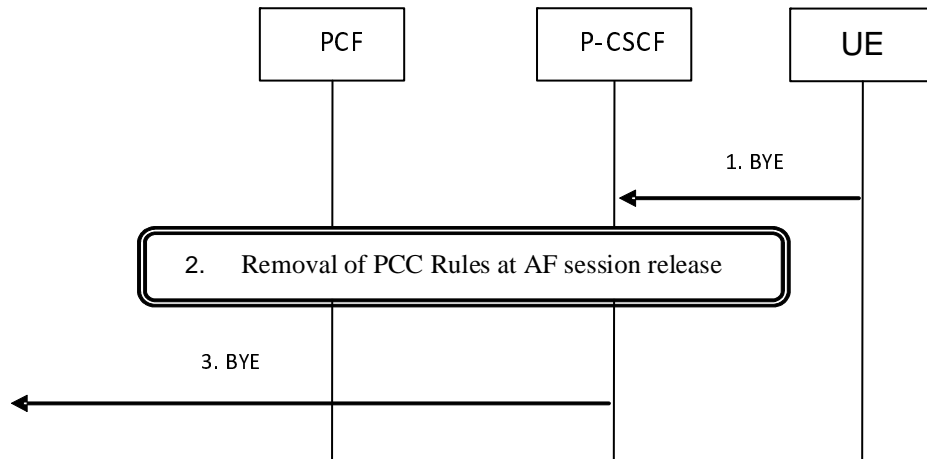 PCF
P-CSCF
UE
1. BYE
2. Removal of PCC Rules at AF session release
3. BYE